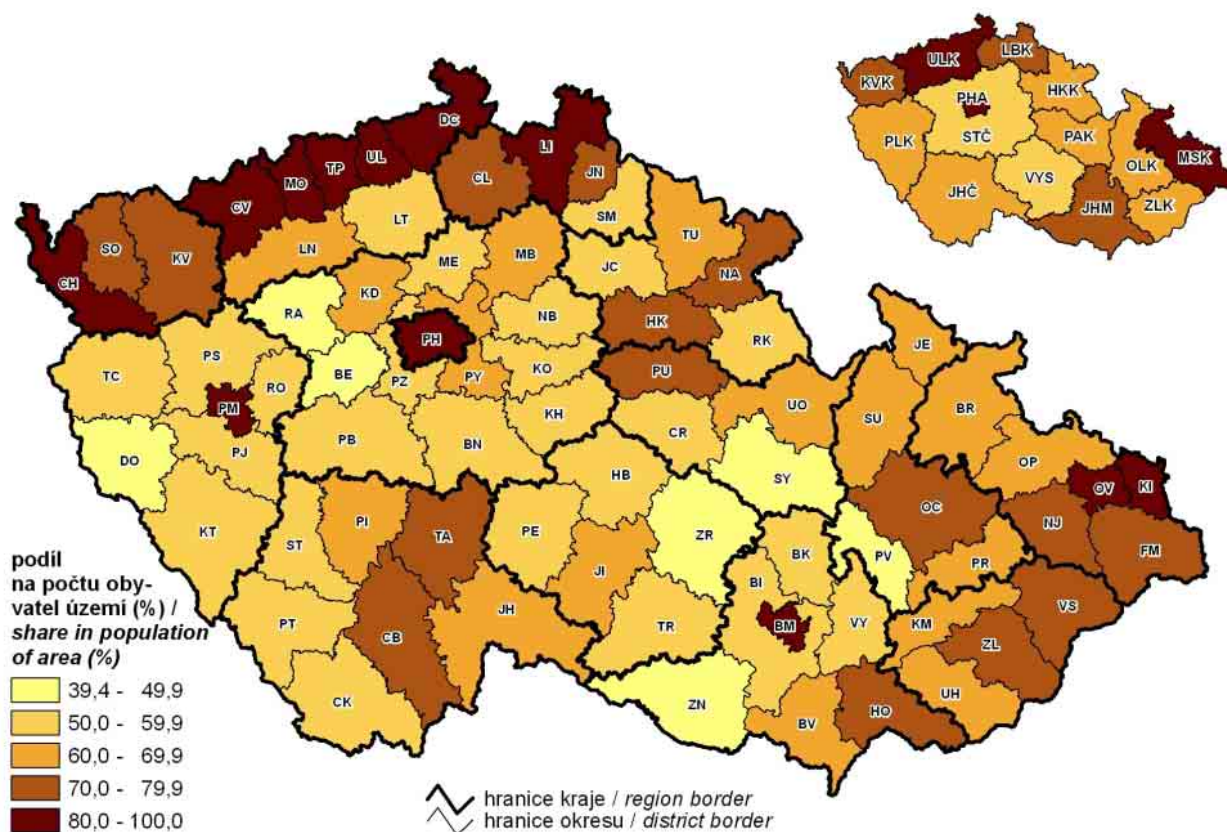 DC
LI
UL
TP
MO
CV
CL
JN
LT
SM
SO
KV
LN
TU
CH
ME
MB
JC
NA
RA
KD
NB
HK
RK
PH
JE
TC
PS
RO
BE
PZ
PY
KO
PU
PM
KH
UO
SU
BR
DO
PJ
PB
BN
CR
OP
HB
SY
OV
KI
KT
ST
PI
TA
PE
ZR
OC
NJ
FM
BK
PV
JI
BI
PR
PT
CB
JH
TR
BM
VY
KM
VS
ZL
CK
ZN
BV
HO
UH
ULK
LBK
KVK
HKK
PHA
STČ
PLK
PAK
OLK
MSK
VYS
JHČ
JHM
ZLK
podíl
na počtu oby-
vatel území (%) /
share in population
of area (%)
39,4 - 49,9
50,0 - 59,9
60,0 - 69,9
70,0 - 79,9
80,0 - 100,0
hranice kraje / region border
hranice okresu / district border